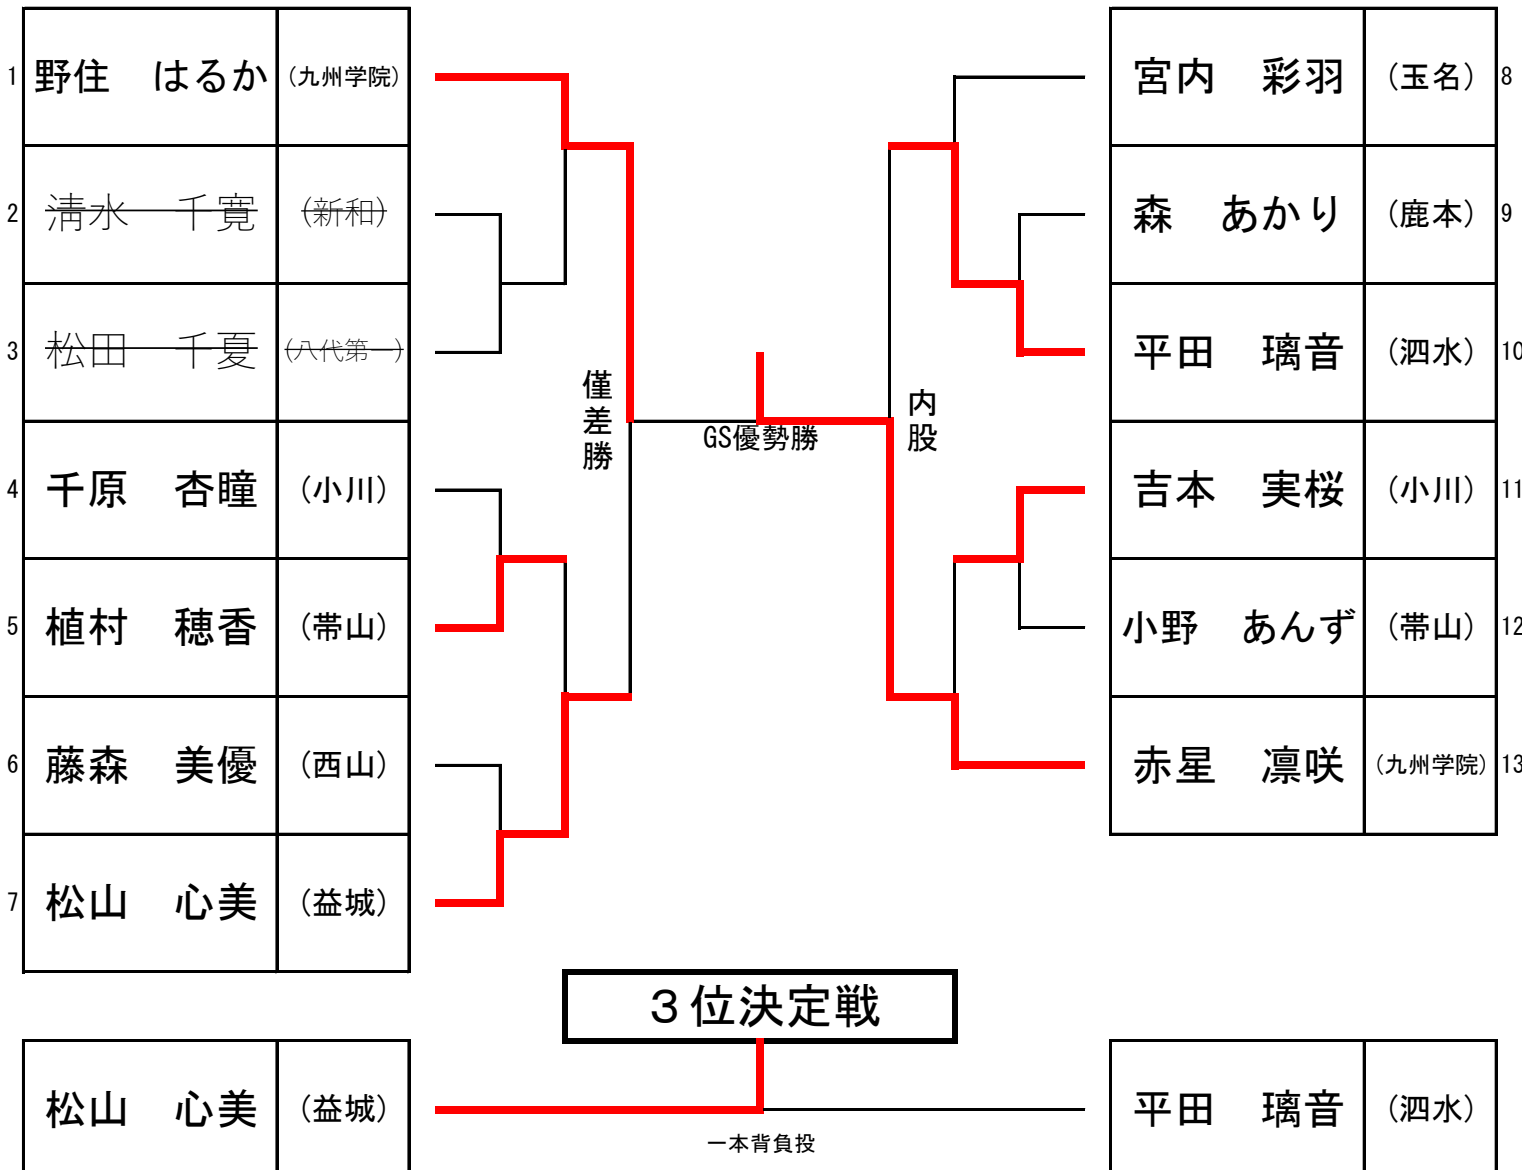 1 野住 はるか (九州学院)
2 清水 千寛 (新和)
3 松田 千夏 (八代第一)
4 千原 杏瞳 (小川)
5 植村 穂香 (帯山)
6 藤森 美優 (西山)
7 松山 心美 (益城)
僅差勝
GS優勢勝
内股
宮内 彩羽 (玉名) 8
森 あかり (鹿本) 9
平田 璃音 (泗水) 10
吉本 実桜 (小川) 11
小野 あんず (帯山) 12
赤星 凛咲 (九州学院) 13
３位決定戦
松山 心美 (益城)
一本背負投
平田 璃音 (泗水)